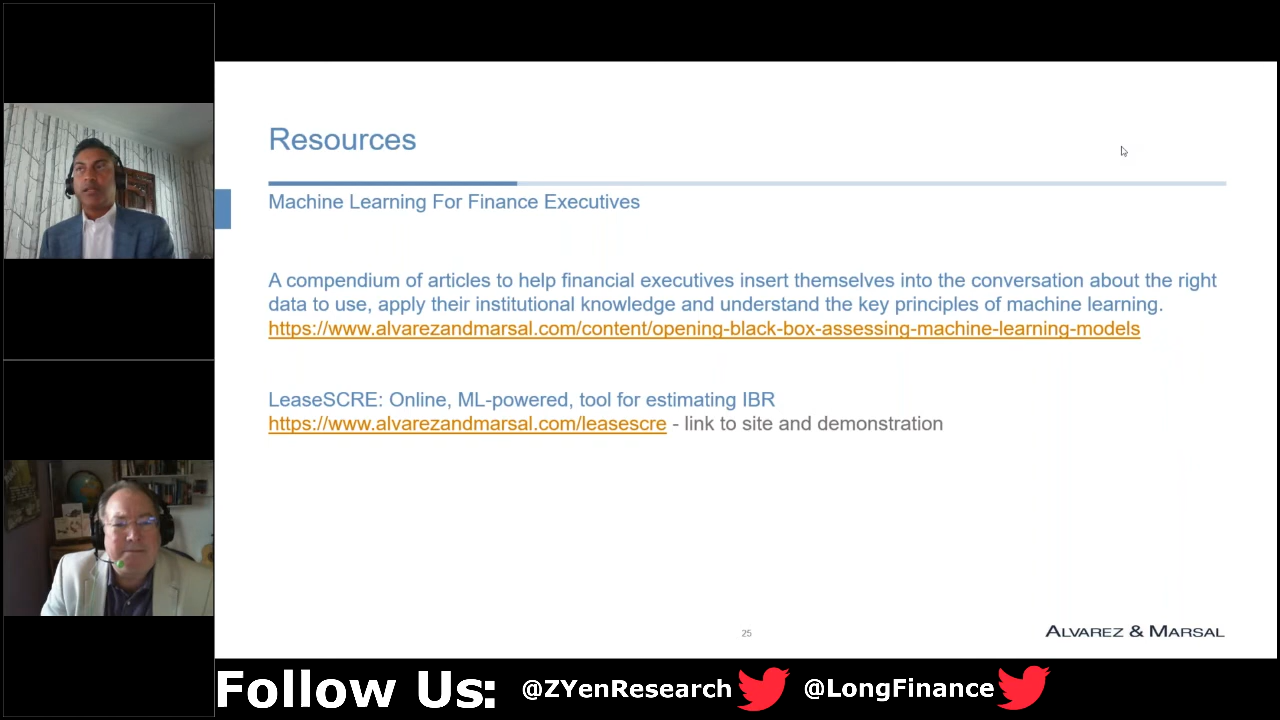 Resources
Machine Learning For Finance Executives
A compendium of articles to help financial executives insert themselves into the conversation about the right
data to use, apply their institutional knowledge and understand the key principles of machine learning.
https://www.alvarezandmarsal.com/content/opening-black-box-assessing-machine-learning-models
LeaseSCRE: Online, ML-powered, tool for estimating IBR
https://www.alvarezandmarsal.com/leasescre - link to site and demonstration
25
ALVAREZ & MARSAL
Follow Us: @ZYenResearch @LongFinance